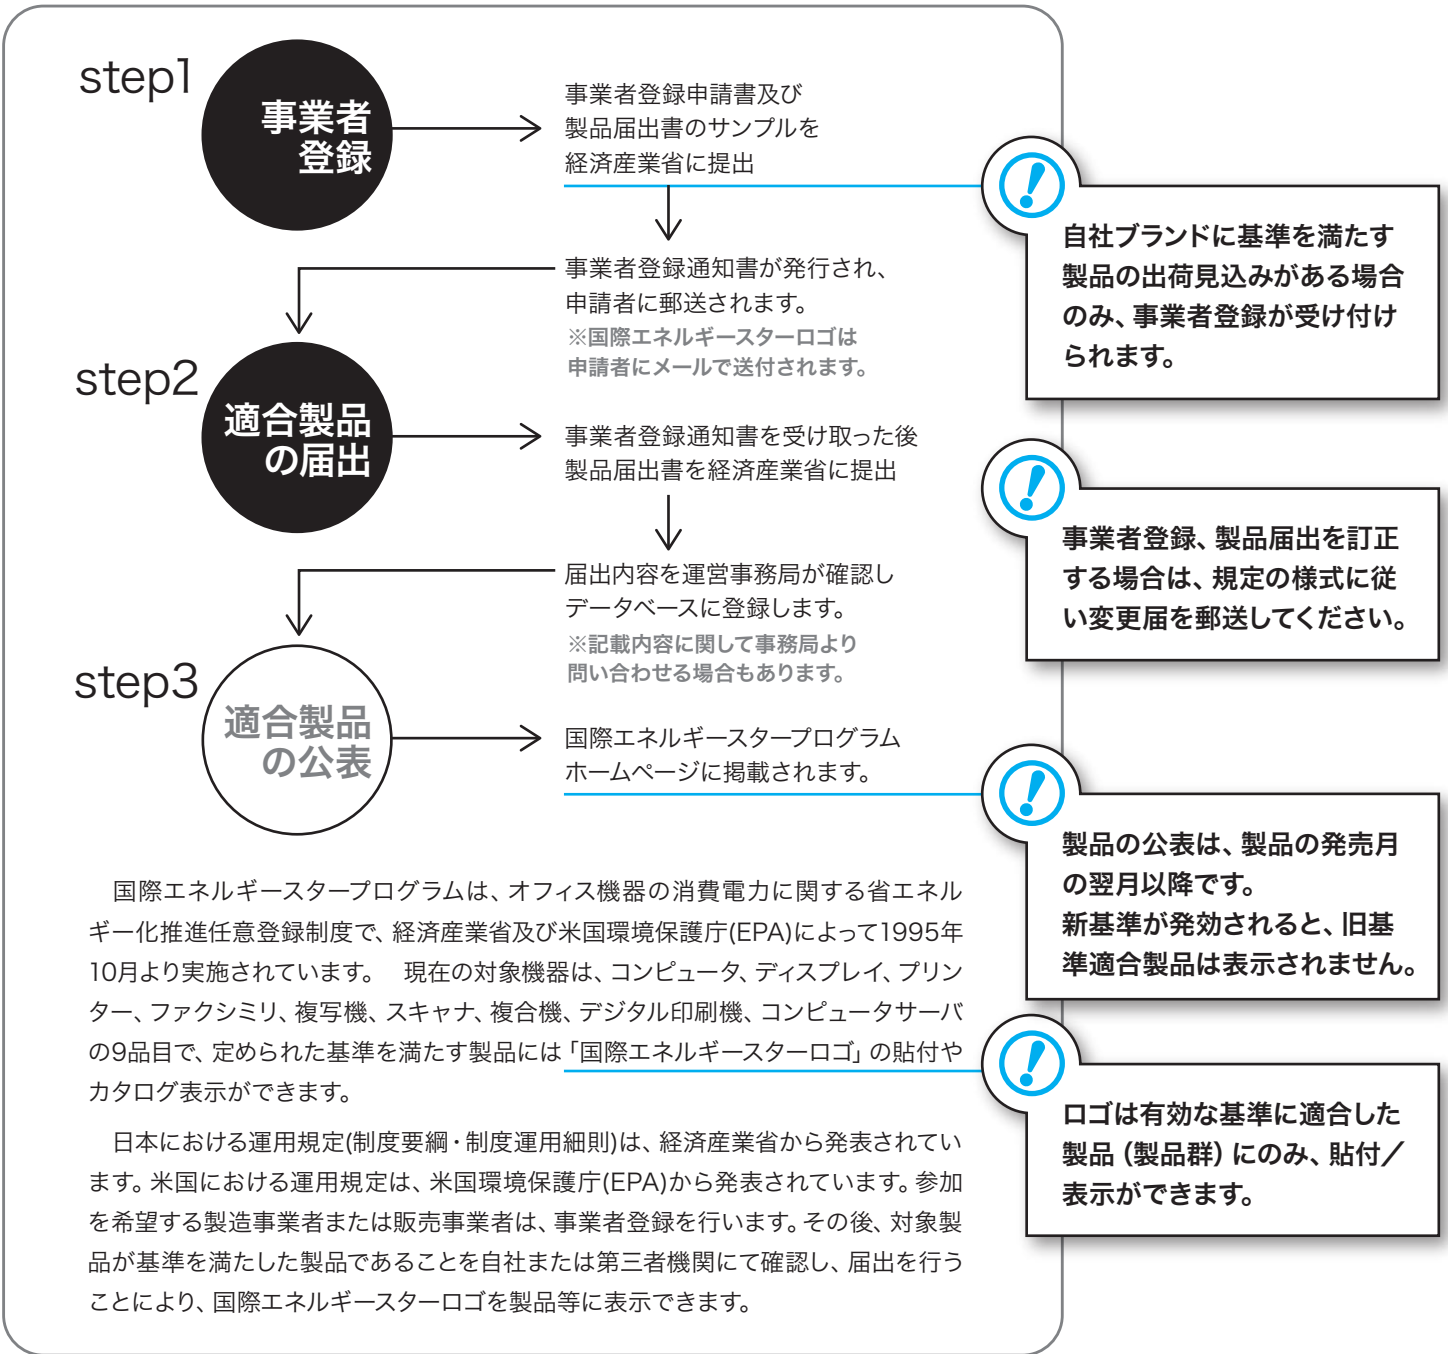 step1
事業者
登録
事業者登録申請書及び
製品届出書のサンプルを
経済産業省に提出
自社ブランドに基準を満たす
製品の出荷見込みがある場合
のみ、事業者登録が受け付け
られます。
事業者登録通知書が発行され、
申請者に郵送されます。
※国際エネルギースターロゴは
申請者にメールで送付されます。
step2
適合製品
の届出
事業者登録通知書を受け取った後
製品届出書を経済産業省に提出
事業者登録、製品届出を訂正
する場合は、規定の様式に従
い変更届を郵送してください。
届出内容を運営事務局が確認し
データベースに登録します。
※記載内容に関して事務局より
問い合わせる場合もあります。
step3
適合製品
の公表
国際エネルギースタープログラム
ホームページに掲載されます。
製品の公表は、製品の発売月
の翌月以降です。
新基準が発効されると、旧基
準適合製品は表示されません。
国際エネルギースタープログラムは、オフィス機器の消費電力に関する省エネル
ギー化推進任意登録制度で、経済産業省及び米国環境保護庁(EPA)によって1995年
10月より実施されています。　現在の対象機器は、コンピュータ、ディスプレイ、プリン
ター、ファクシミリ、複写機、スキャナ、複合機、デジタル印刷機、コンピュータサーバ
の9品目で、定められた基準を満たす製品には「国際エネルギースターロゴ」の貼付や
カタログ表示ができます。
ロゴは有効な基準に適合した
製品（製品群）にのみ、貼付／
表示ができます。
日本における運用規定(制度要綱・制度運用細則)は、経済産業省から発表されてい
ます。米国における運用規定は、米国環境保護庁(EPA)から発表されています。参加
を希望する製造事業者または販売事業者は、事業者登録を行います。その後、対象製
品が基準を満たした製品であることを自社または第三者機関にて確認し、届出を行う
ことにより、国際エネルギースターロゴを製品等に表示できます。